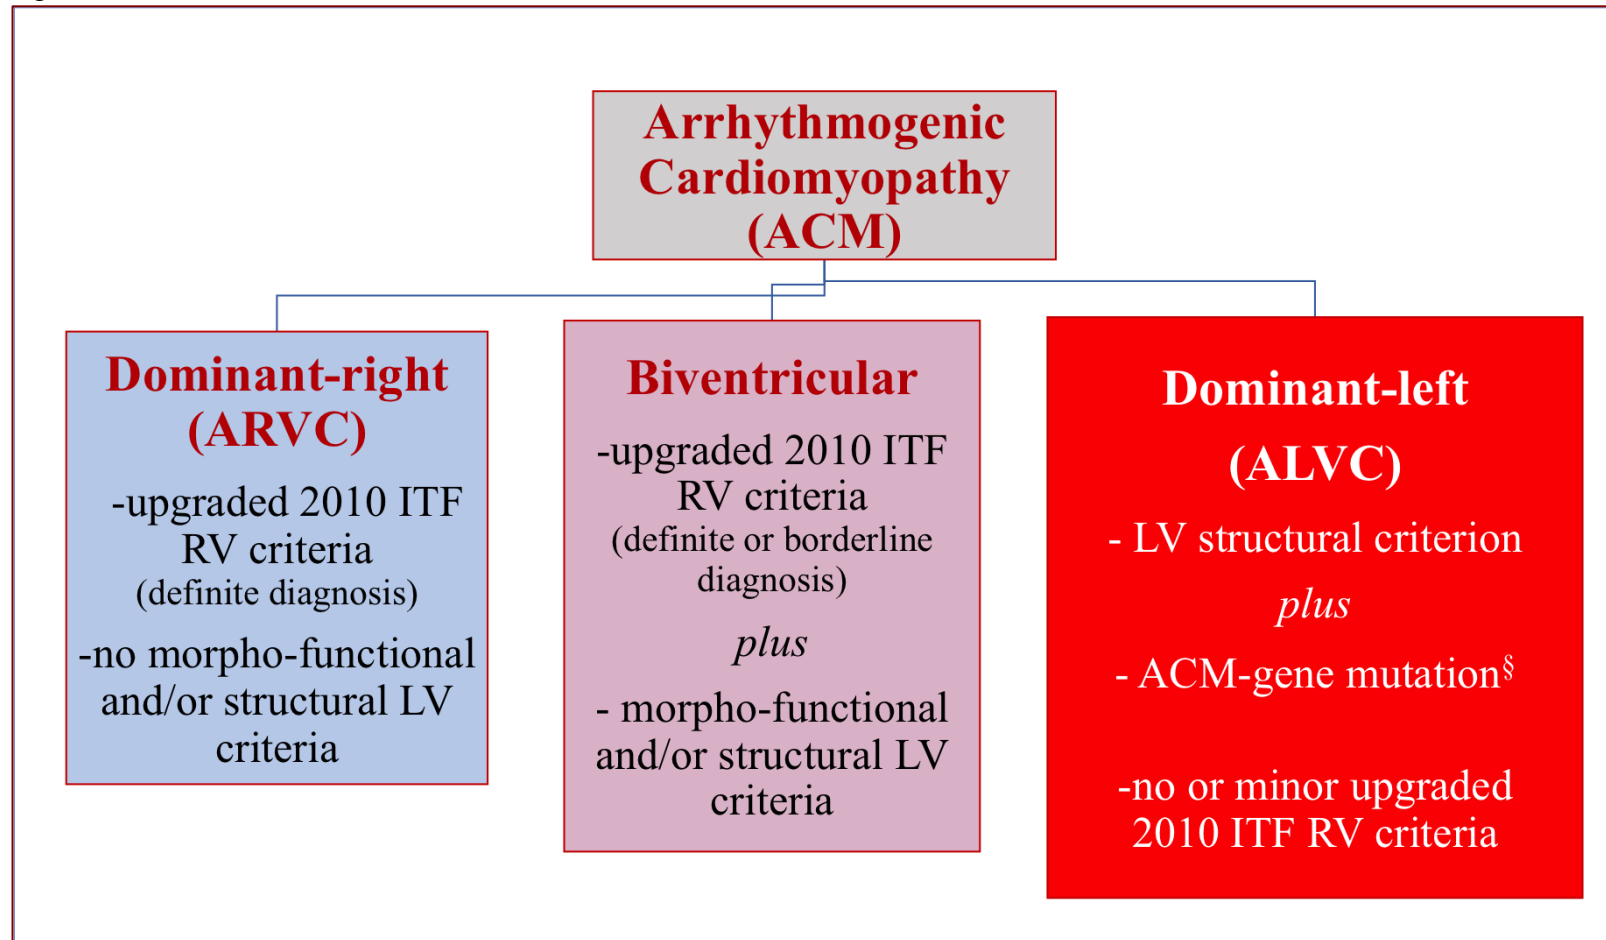 Arrhythmogenic
Cardiomyopathy
(ACM)
Dominant-right
(ARVC)
-upgraded 2010 ITF
RV criteria
(definite diagnosis)
-no morpho-functional
and/or structural LV
criteria
Biventricular
-upgraded 2010 ITF
RV criteria
(definite or borderline
diagnosis)
plus
- morpho-functional
and/or structural LV
criteria
Dominant-left
(ALVC)
- LV structural criterion
plus
- ACM-gene mutation§
-no or minor upgraded
2010 ITF RV criteria